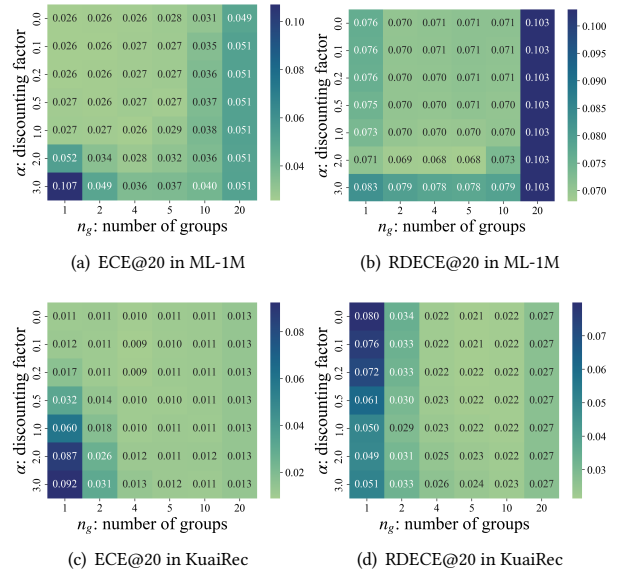 α: discounting factor
0.0 0.026 0.026 0.026 0.028 0.031 0.049
0.1 0.026 0.026 0.027 0.027 0.035 0.051
0.2 0.026 0.026 0.027 0.027 0.036 0.051
0.5 0.027 0.026 0.027 0.027 0.037 0.051
1.0 0.027 0.027 0.026 0.029 0.038 0.051
2.0 0.052 0.034 0.028 0.032 0.036 0.051
3.0 0.107 0.049 0.036 0.037 0.040 0.051
1 2 4 5 10 20
n_g: number of groups
0.10
0.08
0.06
0.04
(a) ECE@20 in ML-1M
α: discounting factor
0.0 0.076 0.070 0.071 0.071 0.071 0.103
0.1 0.076 0.070 0.070 0.071 0.071 0.103
0.2 0.076 0.070 0.070 0.071 0.071 0.103
0.5 0.075 0.070 0.071 0.070 0.070 0.103
1.0 0.073 0.070 0.070 0.070 0.070 0.103
2.0 0.071 0.069 0.068 0.068 0.073 0.103
3.0 0.083 0.079 0.078 0.078 0.079 0.103
1 2 4 5 10 20
n_g: number of groups
0.100
0.095
0.090
0.085
0.080
0.075
0.070
(b) RDECE@20 in ML-1M
α: discounting factor
0.0 0.011 0.011 0.010 0.011 0.011 0.013
0.1 0.012 0.011 0.009 0.010 0.011 0.013
0.2 0.017 0.011 0.009 0.011 0.011 0.013
0.5 0.032 0.014 0.010 0.010 0.011 0.013
1.0 0.060 0.018 0.010 0.011 0.011 0.013
2.0 0.087 0.026 0.012 0.011 0.012 0.013
3.0 0.092 0.031 0.012 0.012 0.011 0.013
1 2 4 5 10 20
n_g: number of groups
0.08
0.06
0.04
0.02
(c) ECE@20 in KuaiRec
α: discounting factor
0.0 0.080 0.034 0.022 0.021 0.022 0.027
0.1 0.076 0.033 0.022 0.021 0.022 0.027
0.2 0.072 0.033 0.022 0.021 0.022 0.027
0.5 0.061 0.030 0.023 0.022 0.022 0.027
1.0 0.050 0.029 0.023 0.022 0.022 0.027
2.0 0.049 0.031 0.025 0.023 0.022 0.027
3.0 0.051 0.033 0.026 0.024 0.023 0.027
1 2 4 5 10 20
n_g: number of groups
0.07
0.06
0.05
0.04
0.03
(d) RDECE@20 in KuaiRec